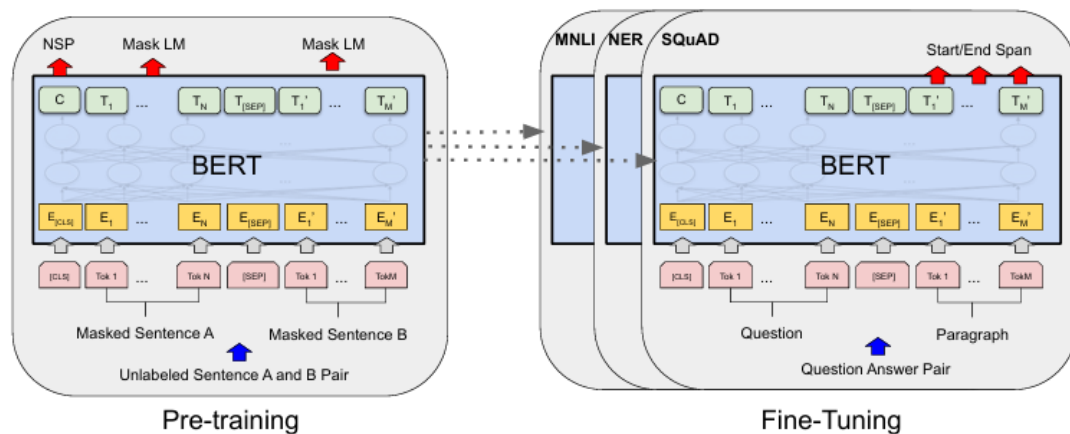 NSP Mask LM Mask LM
C T1 ... TN T[SEP] T1' ... TM'
BERT
E[CLS] E1 ... EN E[SEP] E1' ... EM'
[CLS] Tok 1 ... Tok N [SEP] Tok 1 ... TokM
Masked Sentence A Masked Sentence B
Unlabeled Sentence A and B Pair
Pre-training
MNLI NER SQuAD
Start/End Span
C T1 ... TN T[SEP] T1' ... TM'
BERT
E[CLS] E1 ... EN E[SEP] E1' ... EM'
[CLS] Tok 1 ... Tok N [SEP] Tok 1 ... TokM
Question Paragraph
Question Answer Pair
Fine-Tuning